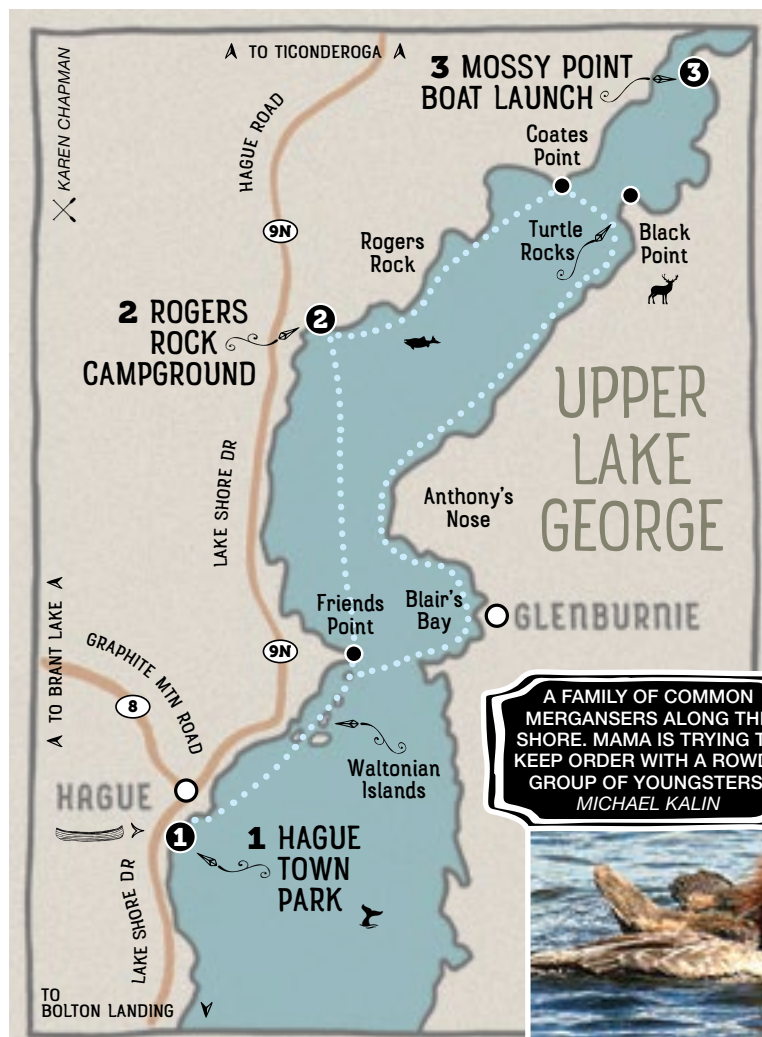 KAREN CHAPMAN
TO TICONDEROGA
HAGUE ROAD
3 MOSSY POINT
BOAT LAUNCH
3
Coates
Point
9N
Rogers
Rock
Turtle
Rocks
Black
Point
2 ROGERS
ROCK
CAMPGROUND
2
UPPER
LAKE
GEORGE
LAKE SHORE DR
Anthony's
Nose
Friends
Point
Blair's
Bay
GLENBURNIE
9N
TO BRANT LAKE
GRAPHITE MTN ROAD
8
Waltonian
Islands
HAGUE
1
1 HAGUE
TOWN
PARK
LAKE SHORE DR
TO
BOLTON LANDING
A FAMILY OF COMMON
MERGANSERS ALONG
SHORE. MAMA IS TRYING
KEEP ORDER WITH A
GROUP OF YOUNGSTERS
MICHAEL KALIN